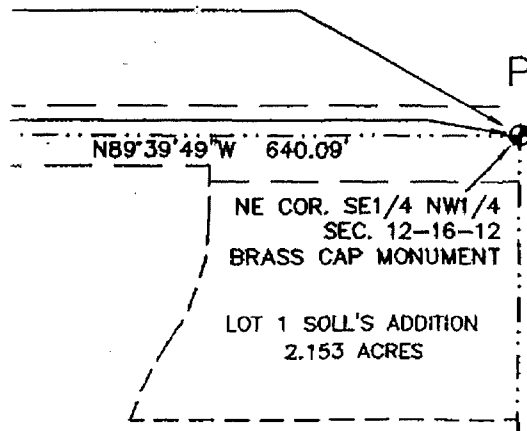 P
N89°39'49"W 640.09'
NE COR. SE1/4 NW1/4
SEC. 12-16-12
BRASS CAP MONUMENT
LOT 1 SOLL'S ADDITION
2.153 ACRES